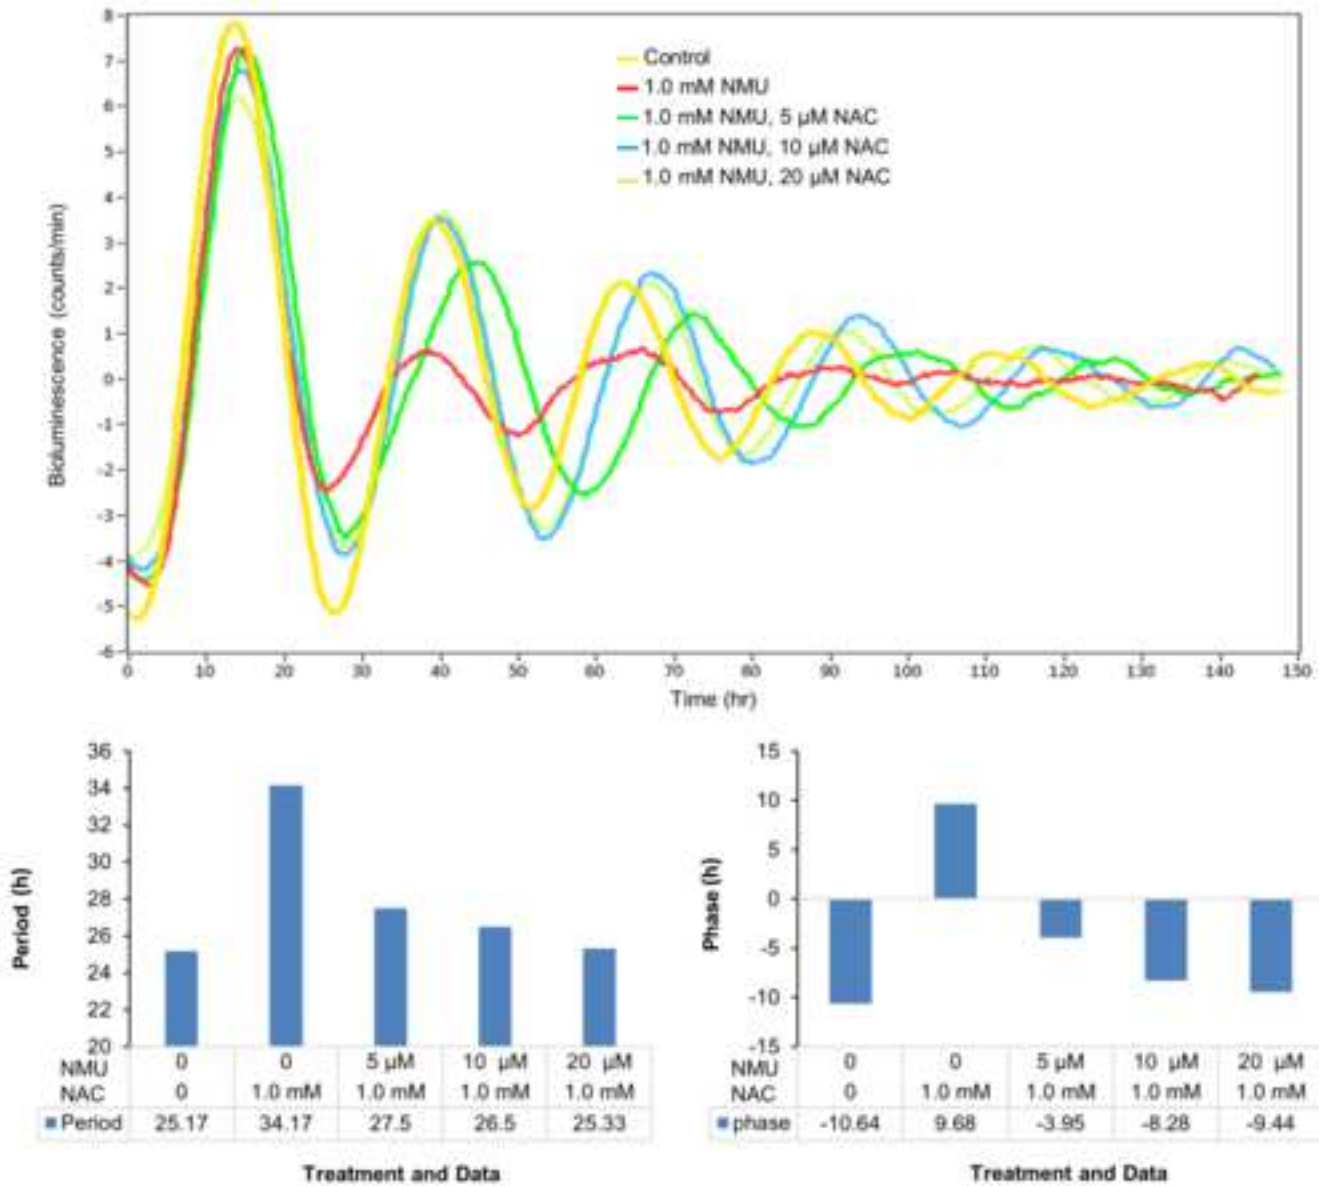 8
7
6
5
4
3
2
1
0
-1
-2
-3
-4
-5
-6
Bioluminescence (counts/min)
Control
1.0 mM NMU
1.0 mM NMU, 5 µM NAC
1.0 mM NMU, 10 µM NAC
1.0 mM NMU, 20 µM NAC
0 10 20 30 40 50 60 70 80 90 100 110 120 130 140 150
Time (hr)
36
34
32
30
28
26
24
22
20
Period (h)
NMU 0 0 5 µM 10 µM 20 µM
NAC 0 1.0 mM 1.0 mM 1.0 mM 1.0 mM
Period 25.17 34.17 27.5 26.5 25.33
Treatment and Data
15
10
5
0
-5
-10
-15
Phase (h)
NMU 0 0 5 µM 10 µM 20 µM
NAC 0 1.0 mM 1.0 mM 1.0 mM 1.0 mM
phase -10.64 9.68 -3.95 -8.28 -9.44
Treatment and Data